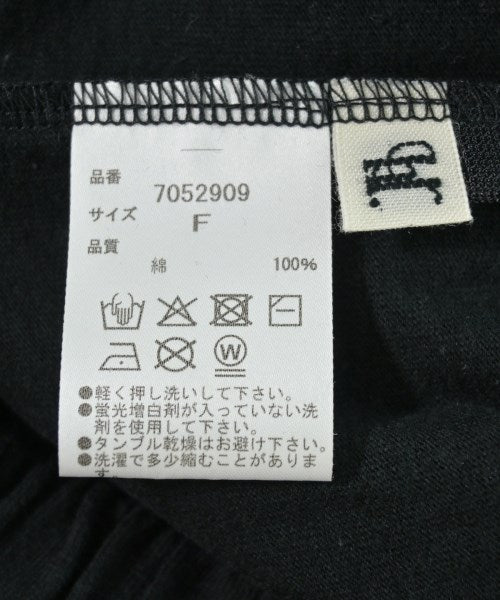 品番
7052909
サイズ
F
品質
綿 100%
W
●軽く押し洗いして下さい。
●蛍光増白剤が入っていない洗
剤を使用して下さい。
●タンブル乾燥はお避け下さい。
●洗濯で多少縮むことがありま
す。